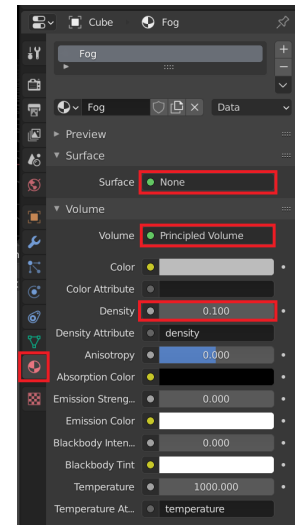 Cube Fog
Fog
Fog Data
Preview
Surface
Surface None
Volume
Volume Principled Volume
Color
Color Attribute
Density 0.100
Density Attribute density
Anisotropy 0.000
Absorption Color
Emission Streng... 0.000
Emission Color
Blackbody Inten... 0.000
Blackbody Tint
Temperature 1000.000
Temperature At... temperature